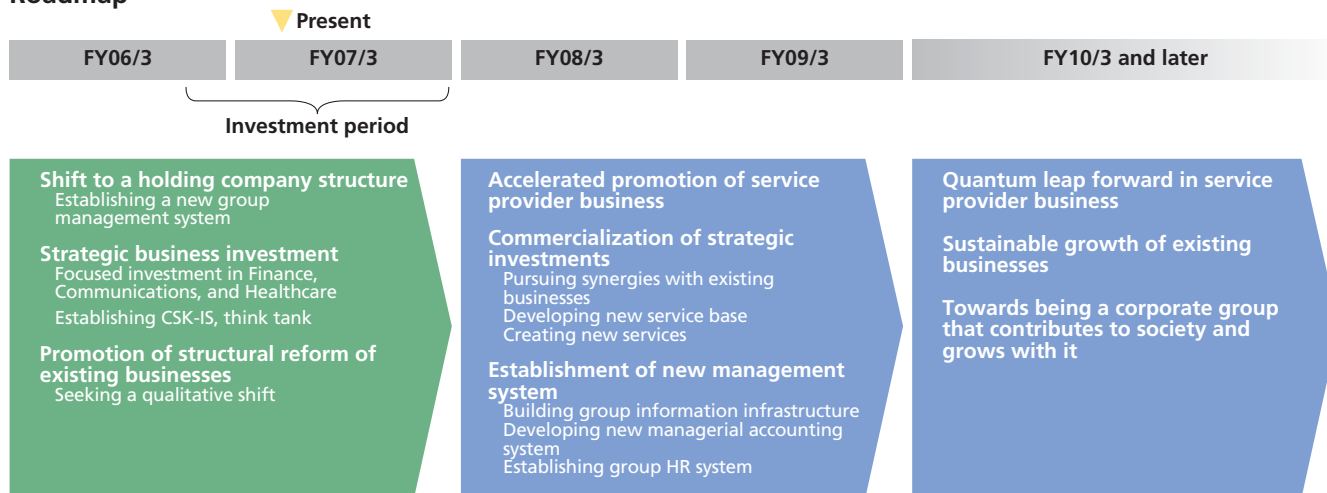 Roadmap
Present
FY06/3
FY07/3
FY08/3
FY09/3
FY10/3 and later
Investment period
Shift to a holding company structure
Establishing a new group
management system
Strategic business investment
Focused investment in Finance,
Communications, and Healthcare
Establishing CSK-IS, think tank
Promotion of structural reform of
existing businesses
Seeking a qualitative shift
Accelerated promotion of service
provider business
Commercialization of strategic
investments
Pursuing synergies with existing
businesses
Developing new service base
Creating new services
Establishment of new management
system
Building group information infrastructure
Developing new managerial accounting
system
Establishing group HR system
Quantum leap forward in service
provider business
Sustainable growth of existing
businesses
Towards being a corporate group
that contributes to society and
grows with it